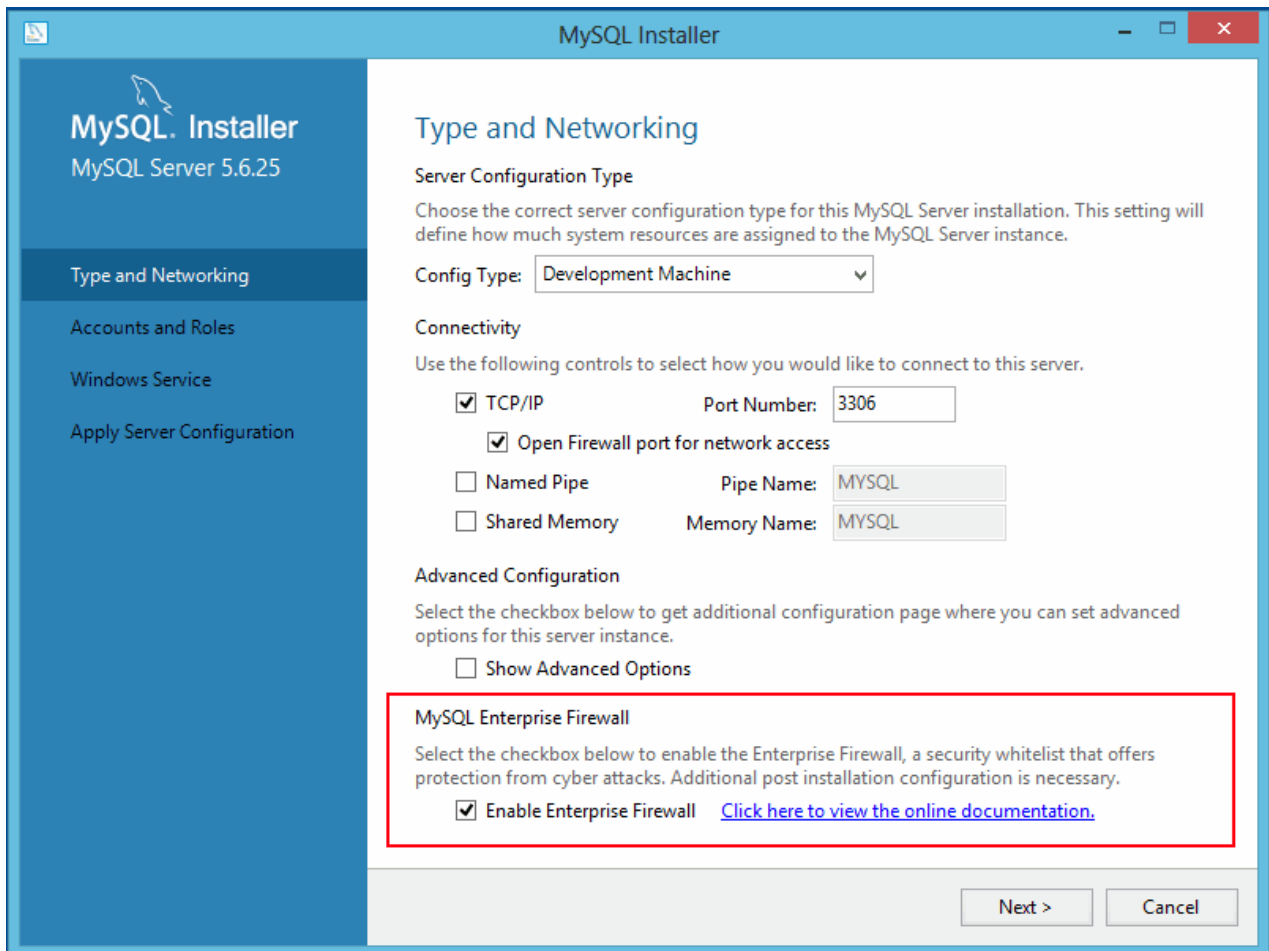 MySQL Installer
MySQL. Installer
MySQL Server 5.6.25
Type and Networking
Accounts and Roles
Windows Service
Apply Server Configuration
Type and Networking
Server Configuration Type
Choose the correct server configuration type for this MySQL Server installation. This setting will
define how much system resources are assigned to the MySQL Server instance.
Config Type: Development Machine
Connectivity
Use the following controls to select how you would like to connect to this server.
TCP/IP Port Number: 3306
Open Firewall port for network access
Named Pipe Pipe Name: MYSQL
Shared Memory Memory Name: MYSQL
Advanced Configuration
Select the checkbox below to get additional configuration page where you can set advanced
options for this server instance.
Show Advanced Options
MySQL Enterprise Firewall
Select the checkbox below to enable the Enterprise Firewall, a security whitelist that offers
protection from cyber attacks. Additional post installation configuration is necessary.
Enable Enterprise Firewall Click here to view the online documentation.
Next > Cancel